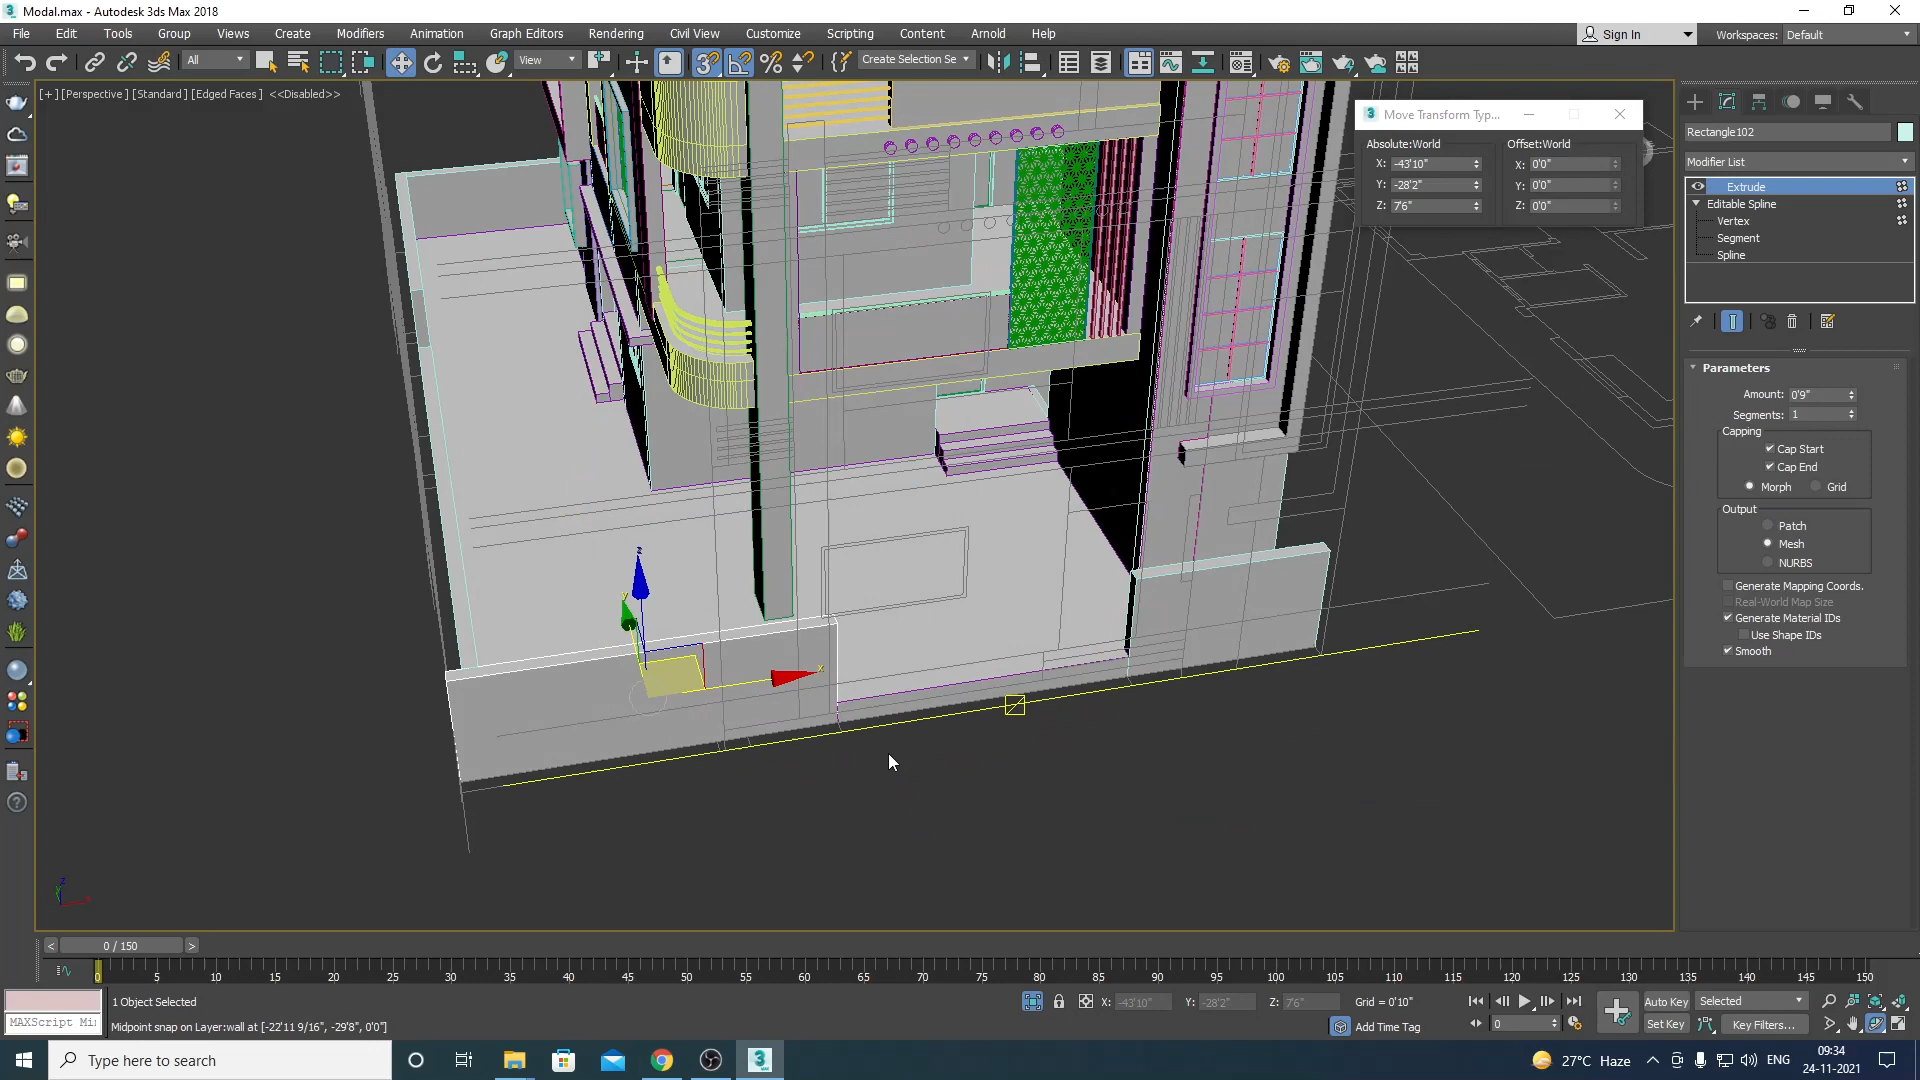 Modal.max - Autodesk 3ds Max 2018
File Edit Tools Group Views Create Modifiers Animation Graph Editors Rendering Civil View Customize Scripting Content Arnold Help
Sign In
Workspaces: Default
All
View
Create Selection Se
[+] [Perspective ] [Standard ] [Edged Faces ] <<Disabled>>
Move Transform Typ...
Absolute:World Offset:World
X: -43'10" X: 0'0"
Y: -28'2" Y: 0'0"
Z: 7'6" Z: 0'0"
Rectangle102
Modifier List
Extrude
Editable Spline
Vertex
Segment
Spline
Parameters
Amount: 0'9"
Segments: 1
Capping
Cap Start
Cap End
Morph Grid
Output
Patch
Mesh
NURBS
Generate Mapping Coords.
Real-World Map Size
Generate Material IDs
Use Shape IDs
Smooth
z
y
x
z
0 / 150
0 5 10 15 20 25 30 35 40 45 50 55 60 65 70 75 80 85 90 95 100 105 110 115 120 125 130 135 140 145 150
1 Object Selected
X: -43'10" Y: -28'2" Z: 7'6" Grid = 0'10"
Auto Key Selected
MAXScript Mi
Midpoint snap on Layer:wall at [-22'11 9/16", -29'8", 0'0"]
Add Time Tag
0
Set Key Key Filters...
Type here to search
27°C Haze
ENG
09:34
24-11-2021